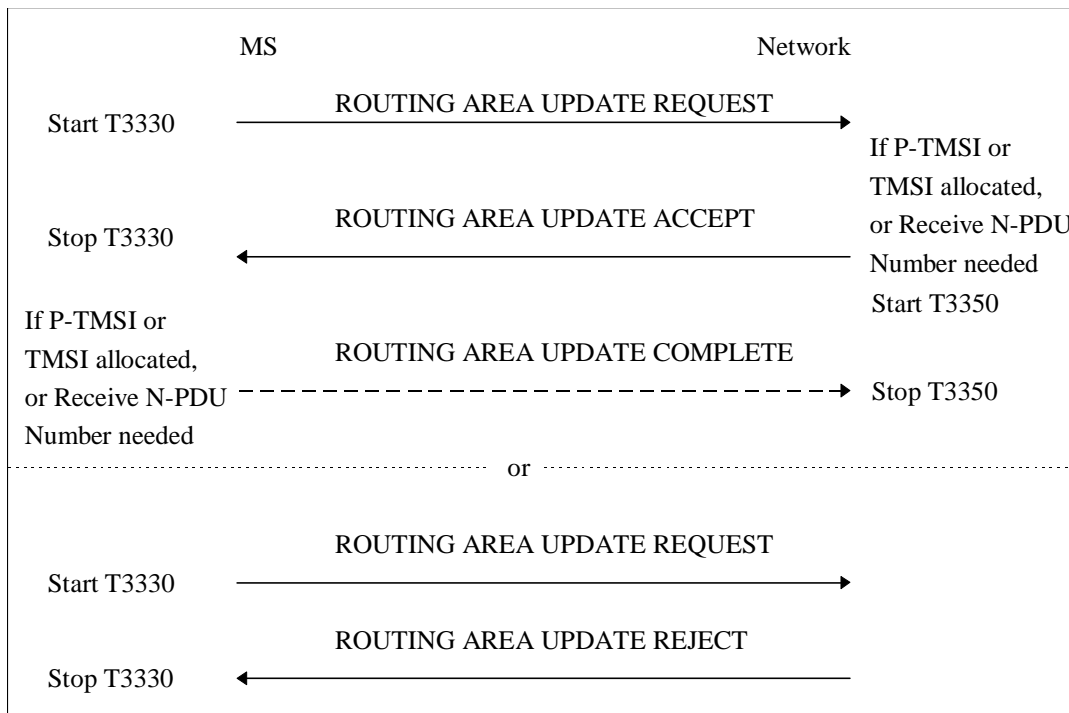 MS
Network
ROUTING AREA UPDATE REQUEST
Start T3330
If P-TMSI or
TMSI allocated,
or Receive N-PDU
Number needed
Start T3350
ROUTING AREA UPDATE ACCEPT
Stop T3330
If P-TMSI or
TMSI allocated,
or Receive N-PDU
Number needed
ROUTING AREA UPDATE COMPLETE
Stop T3350
or
ROUTING AREA UPDATE REQUEST
Start T3330
ROUTING AREA UPDATE REJECT
Stop T3330